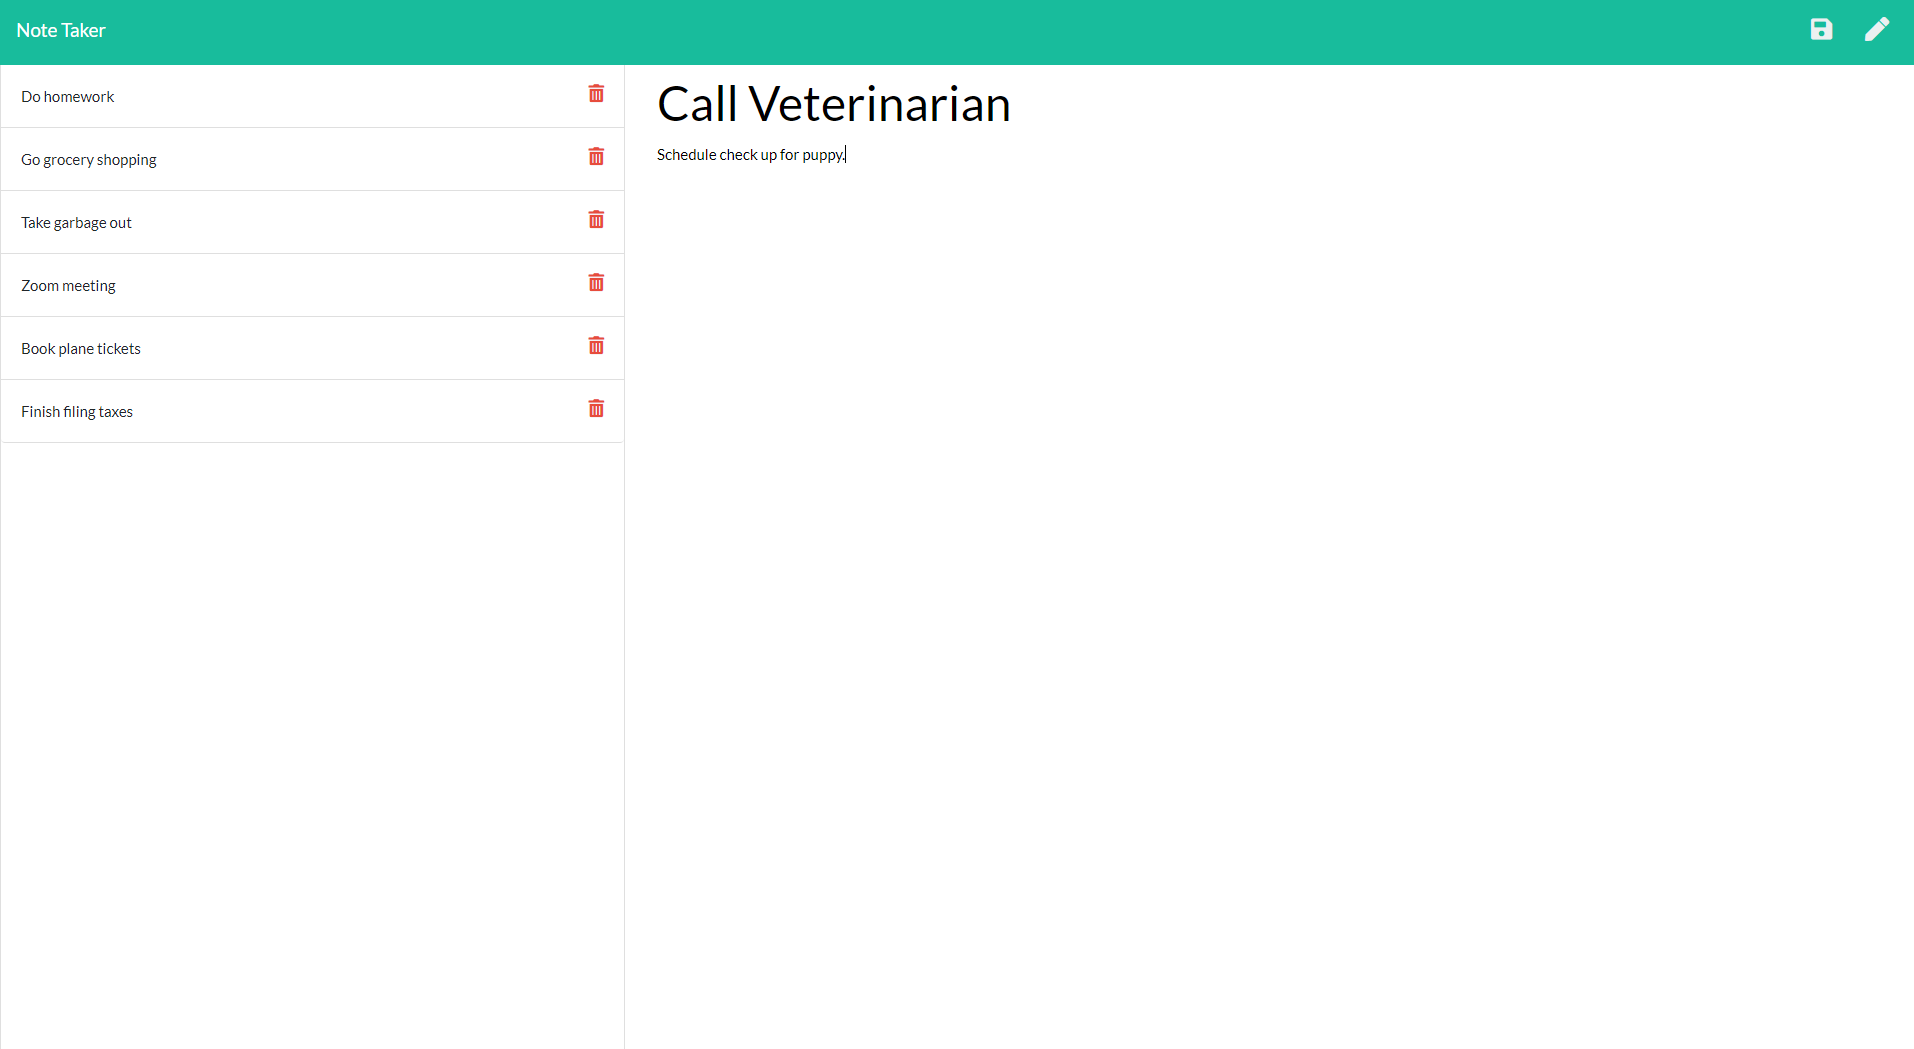 Note Taker
Do homework
Go grocery shopping
Take garbage out
Zoom meeting
Book plane tickets
Finish filing taxes
Call Veterinarian
Schedule check up for puppy.